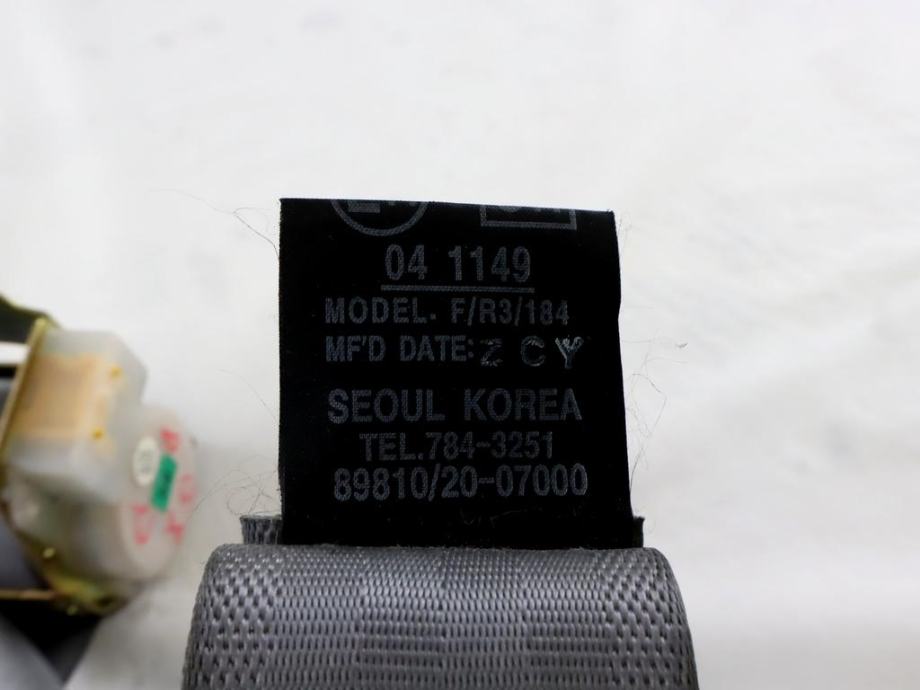 04 1149
MODEL. F/R3/184
MF'D DATE: Z C Y
SEOUL KOREA
TEL.784-3251
89810/20-07000